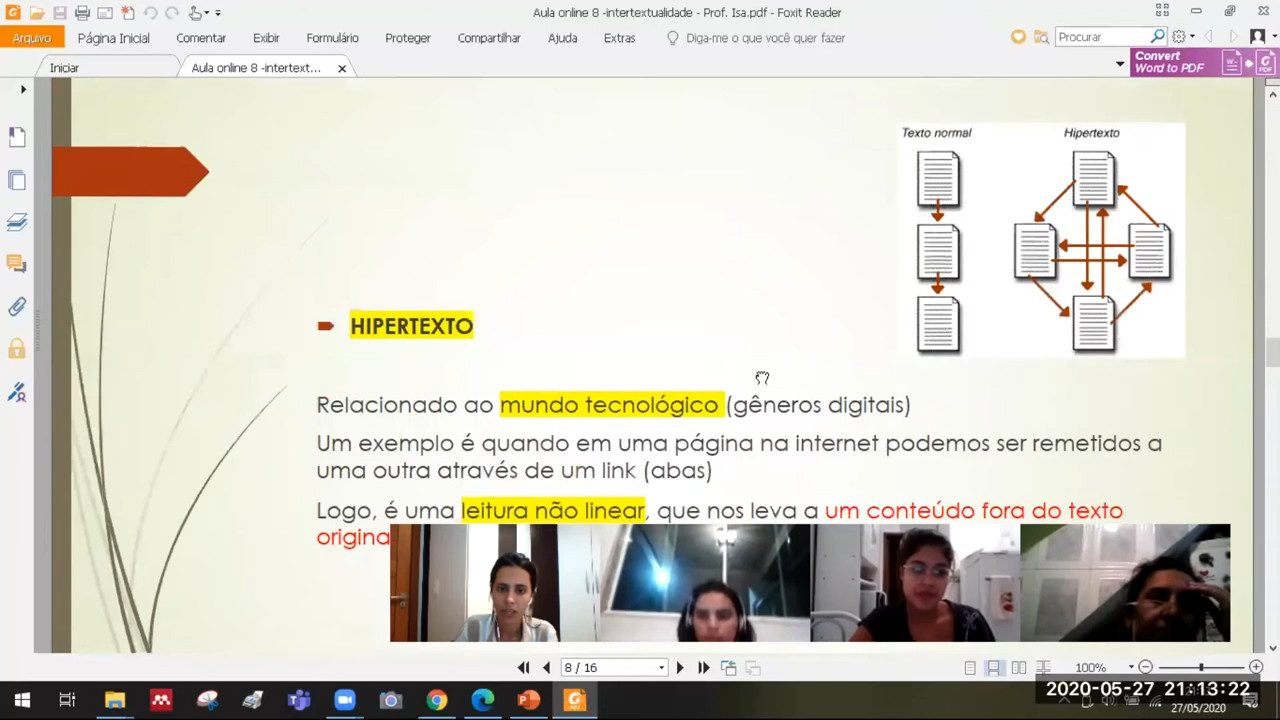 Aula online 8 -intertextualidade - Prof. Isa.pdf - Foxit Reader
Arquivo
Página Inicial
Comentar
Exibir
Formulário
Proteger
Compartilhar
Ajuda
Extras
Diga-me o que você quer fazer
Procurar
Iniciar
Aula online 8 -intertext...
Convert
Word to PDF
Texto normal
Hipertexto
HIPERTEXTO
Relacionado ao mundo tecnológico (gêneros digitais)
Um exemplo é quando em uma página na internet podemos ser remetidos a
uma outra através de um link (abas)
Logo, é uma leitura não linear, que nos leva a um conteúdo fora do texto
origina
8 / 16
100%
2020-05-27 21:13:22
27/05/2020